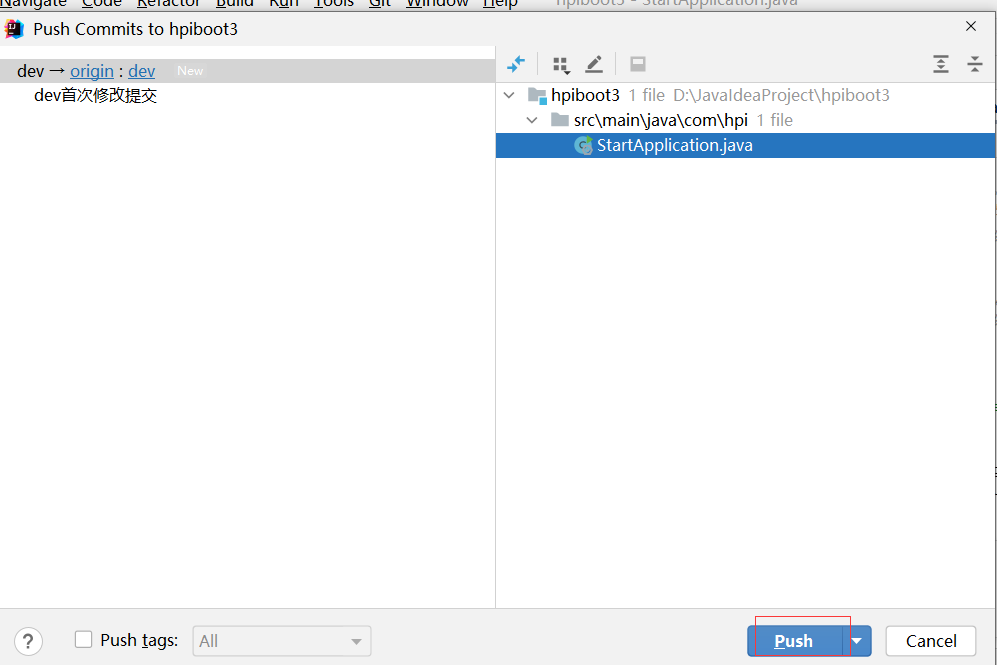 Navigate Code Refactor Build Run Tools Git Window Help hpiboot3 - StartApplication.java
Push Commits to hpiboot3
dev → origin : dev New
dev首次修改提交
hpiboot3 1 file D:\JavaIdeaProject\hpiboot3
src\main\java\com\hpi 1 file
StartApplication.java
? Push tags: All Push Cancel